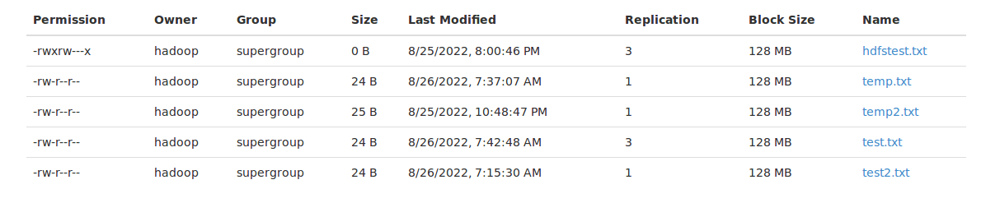 Permission Owner Group Size Last Modified Replication Block Size Name
-rwxrw---x hadoop supergroup 0 B 8/25/2022, 8:00:46 PM 3 128 MB hdfstest.txt
-rw-r--r-- hadoop supergroup 24 B 8/26/2022, 7:37:07 AM 1 128 MB temp.txt
-rw-r--r-- hadoop supergroup 25 B 8/25/2022, 10:48:47 PM 1 128 MB temp2.txt
-rw-r--r-- hadoop supergroup 24 B 8/26/2022, 7:42:48 AM 3 128 MB test.txt
-rw-r--r-- hadoop supergroup 24 B 8/26/2022, 7:15:30 AM 1 128 MB test2.txt